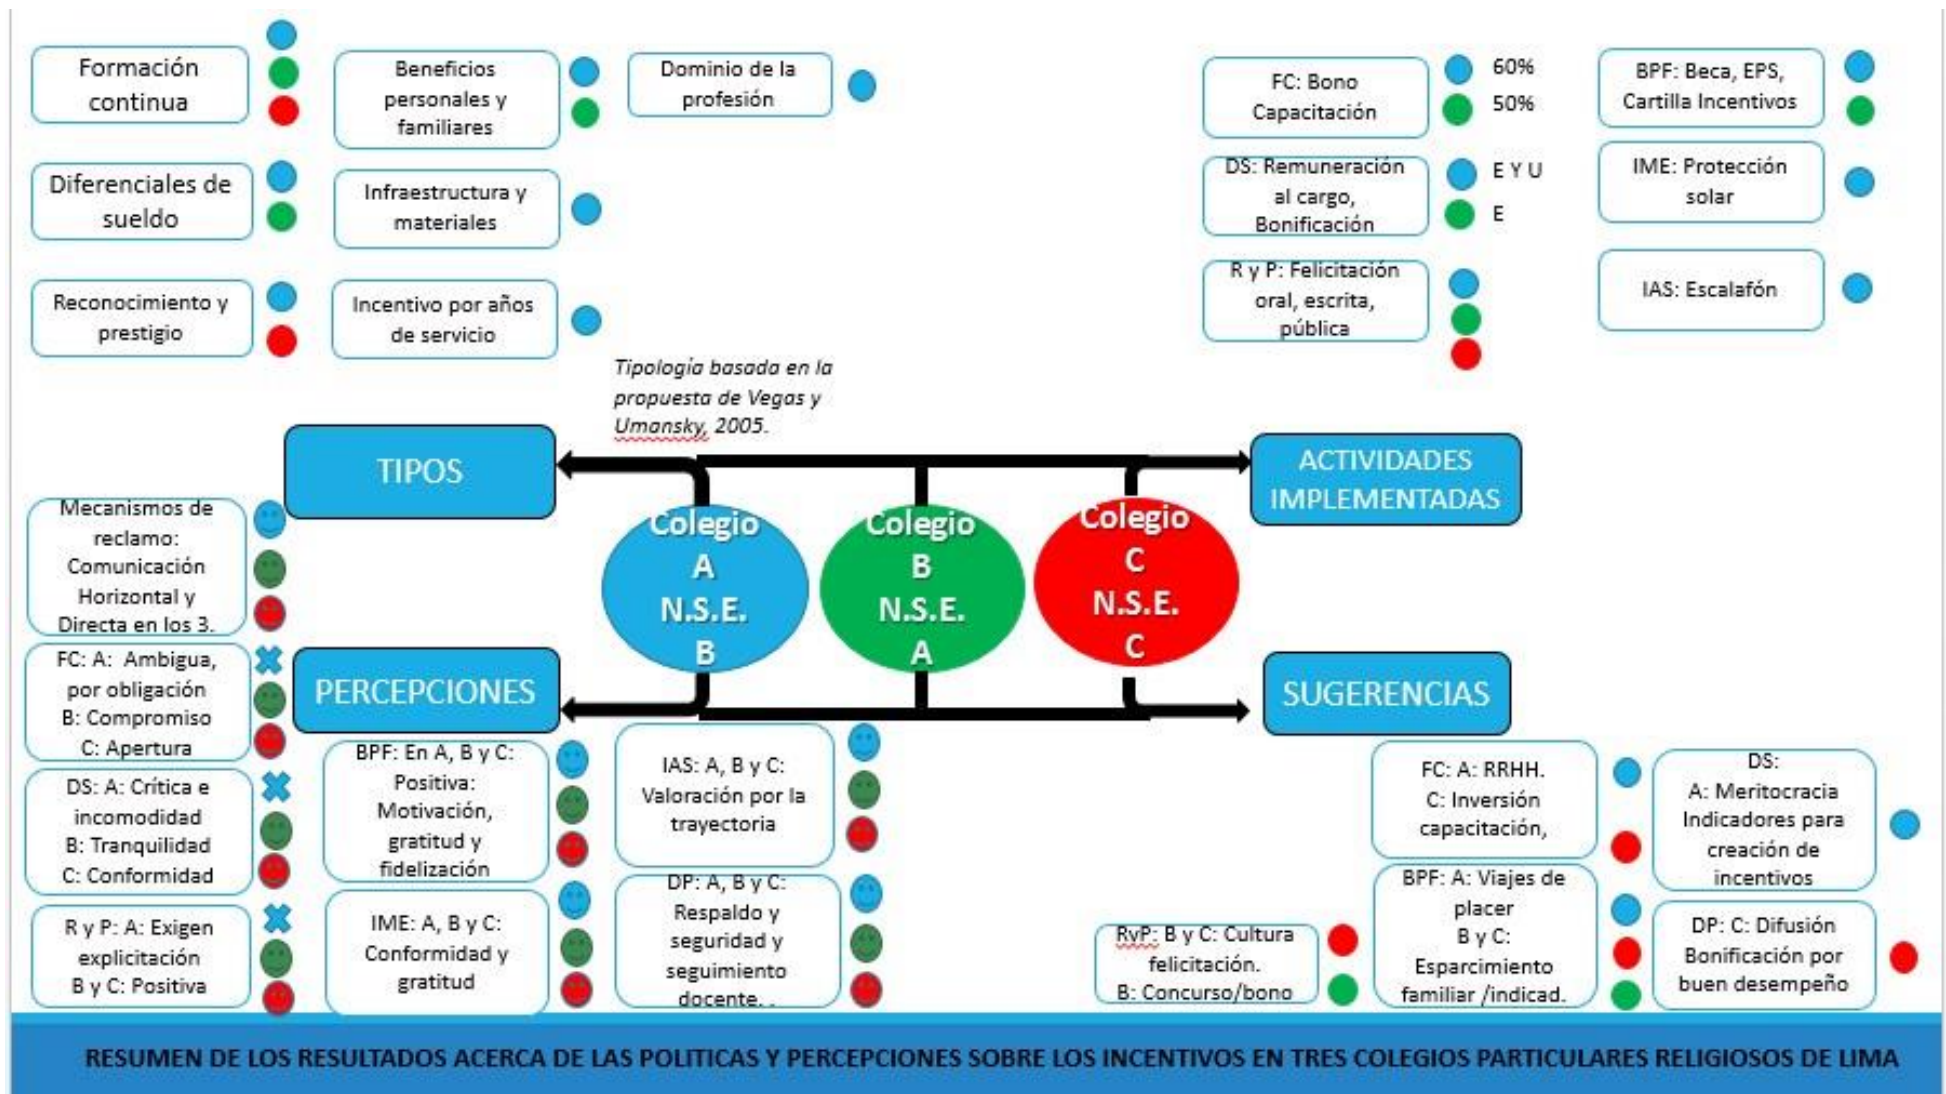 Formación
continua
Beneficios
personales y
familiares
Dominio de la
profesión
Diferenciales de
sueldo
Infraestructura y
materiales
Reconocimiento y
prestigio
Incentivo por años
de servicio
Tipología basada en la
propuesta de Vegas y
Umansky, 2005.
FC: Bono
Capacitación
60%
50%
BPF: Beca, EPS,
Cartilla Incentivos
DS: Remuneración
al cargo,
Bonificación
E Y U
E
IME: Protección
solar
R y P: Felicitación
oral, escrita,
pública
IAS: Escalafón
TIPOS
ACTIVIDADES
IMPLEMENTADAS
Colegio
A
N.S.E.
B
Colegio
B
N.S.E.
A
Colegio
C
N.S.E.
C
PERCEPCIONES
SUGERENCIAS
Mecanismos de
reclamo:
Comunicación
Horizontal y
Directa en los 3.
FC: A: Ambigua,
por obligación
B: Compromiso
C: Apertura
DS: A: Crítica e
incomodidad
B: Tranquilidad
C: Conformidad
R y P: A: Exigen
explicitación
B y C: Positiva
BPF: En A, B y C:
Positiva:
Motivación,
gratitud y
fidelización
IME: A, B y C:
Conformidad y
gratitud
IAS: A, B y C:
Valoración por la
trayectoria
DP: A, B y C:
Respaldo y
seguridad y
seguimiento
docente. .
FC: A: RRHH.
C: Inversión
capacitación,
DS:
A: Meritocracia
Indicadores para
creación de
incentivos
RyP: B y C: Cultura
felicitación.
B: Concurso/bono
BPF: A: Viajes de
placer
B y C:
Esparcimiento
familiar /indicad.
DP: C: Difusión
Bonificación por
buen desempeño
RESUMEN DE LOS RESULTADOS ACERCA DE LAS POLITICAS Y PERCEPCIONES SOBRE LOS INCENTIVOS EN TRES COLEGIOS PARTICULARES RELIGIOSOS DE LIMA